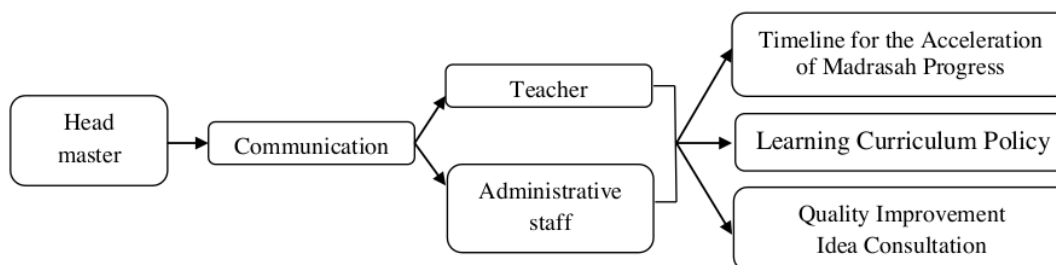 Head
master
Communication
Teacher
Administrative
staff
Timeline for the Acceleration
of Madrasah Progress
Learning Curriculum Policy
Quality Improvement
Idea Consultation